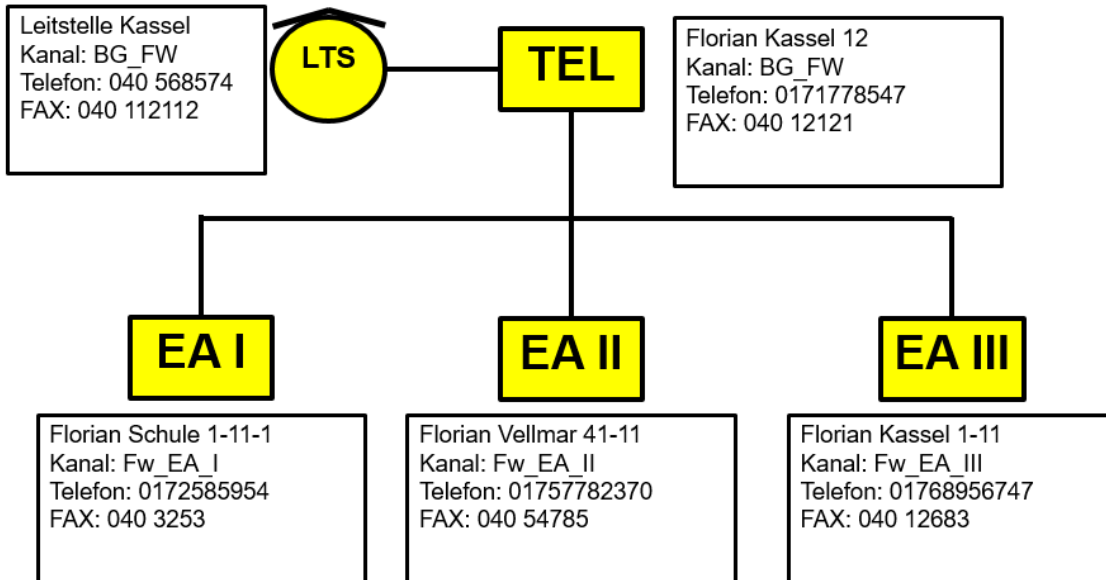 Leitstelle Kassel
Kanal: BG_FW
Telefon: 040 568574
FAX: 040 112112
LTS
TEL
Florian Kassel 12
Kanal: BG_FW
Telefon: 0171778547
FAX: 040 12121
EA I
EA II
EA III
Florian Schule 1-11-1
Kanal: Fw_EA_I
Telefon: 0172585954
FAX: 040 3253
Florian Vellmar 41-11
Kanal: Fw_EA_II
Telefon: 01757782370
FAX: 040 54785
Florian Kassel 1-11
Kanal: Fw_EA_III
Telefon: 01768956747
FAX: 040 12683